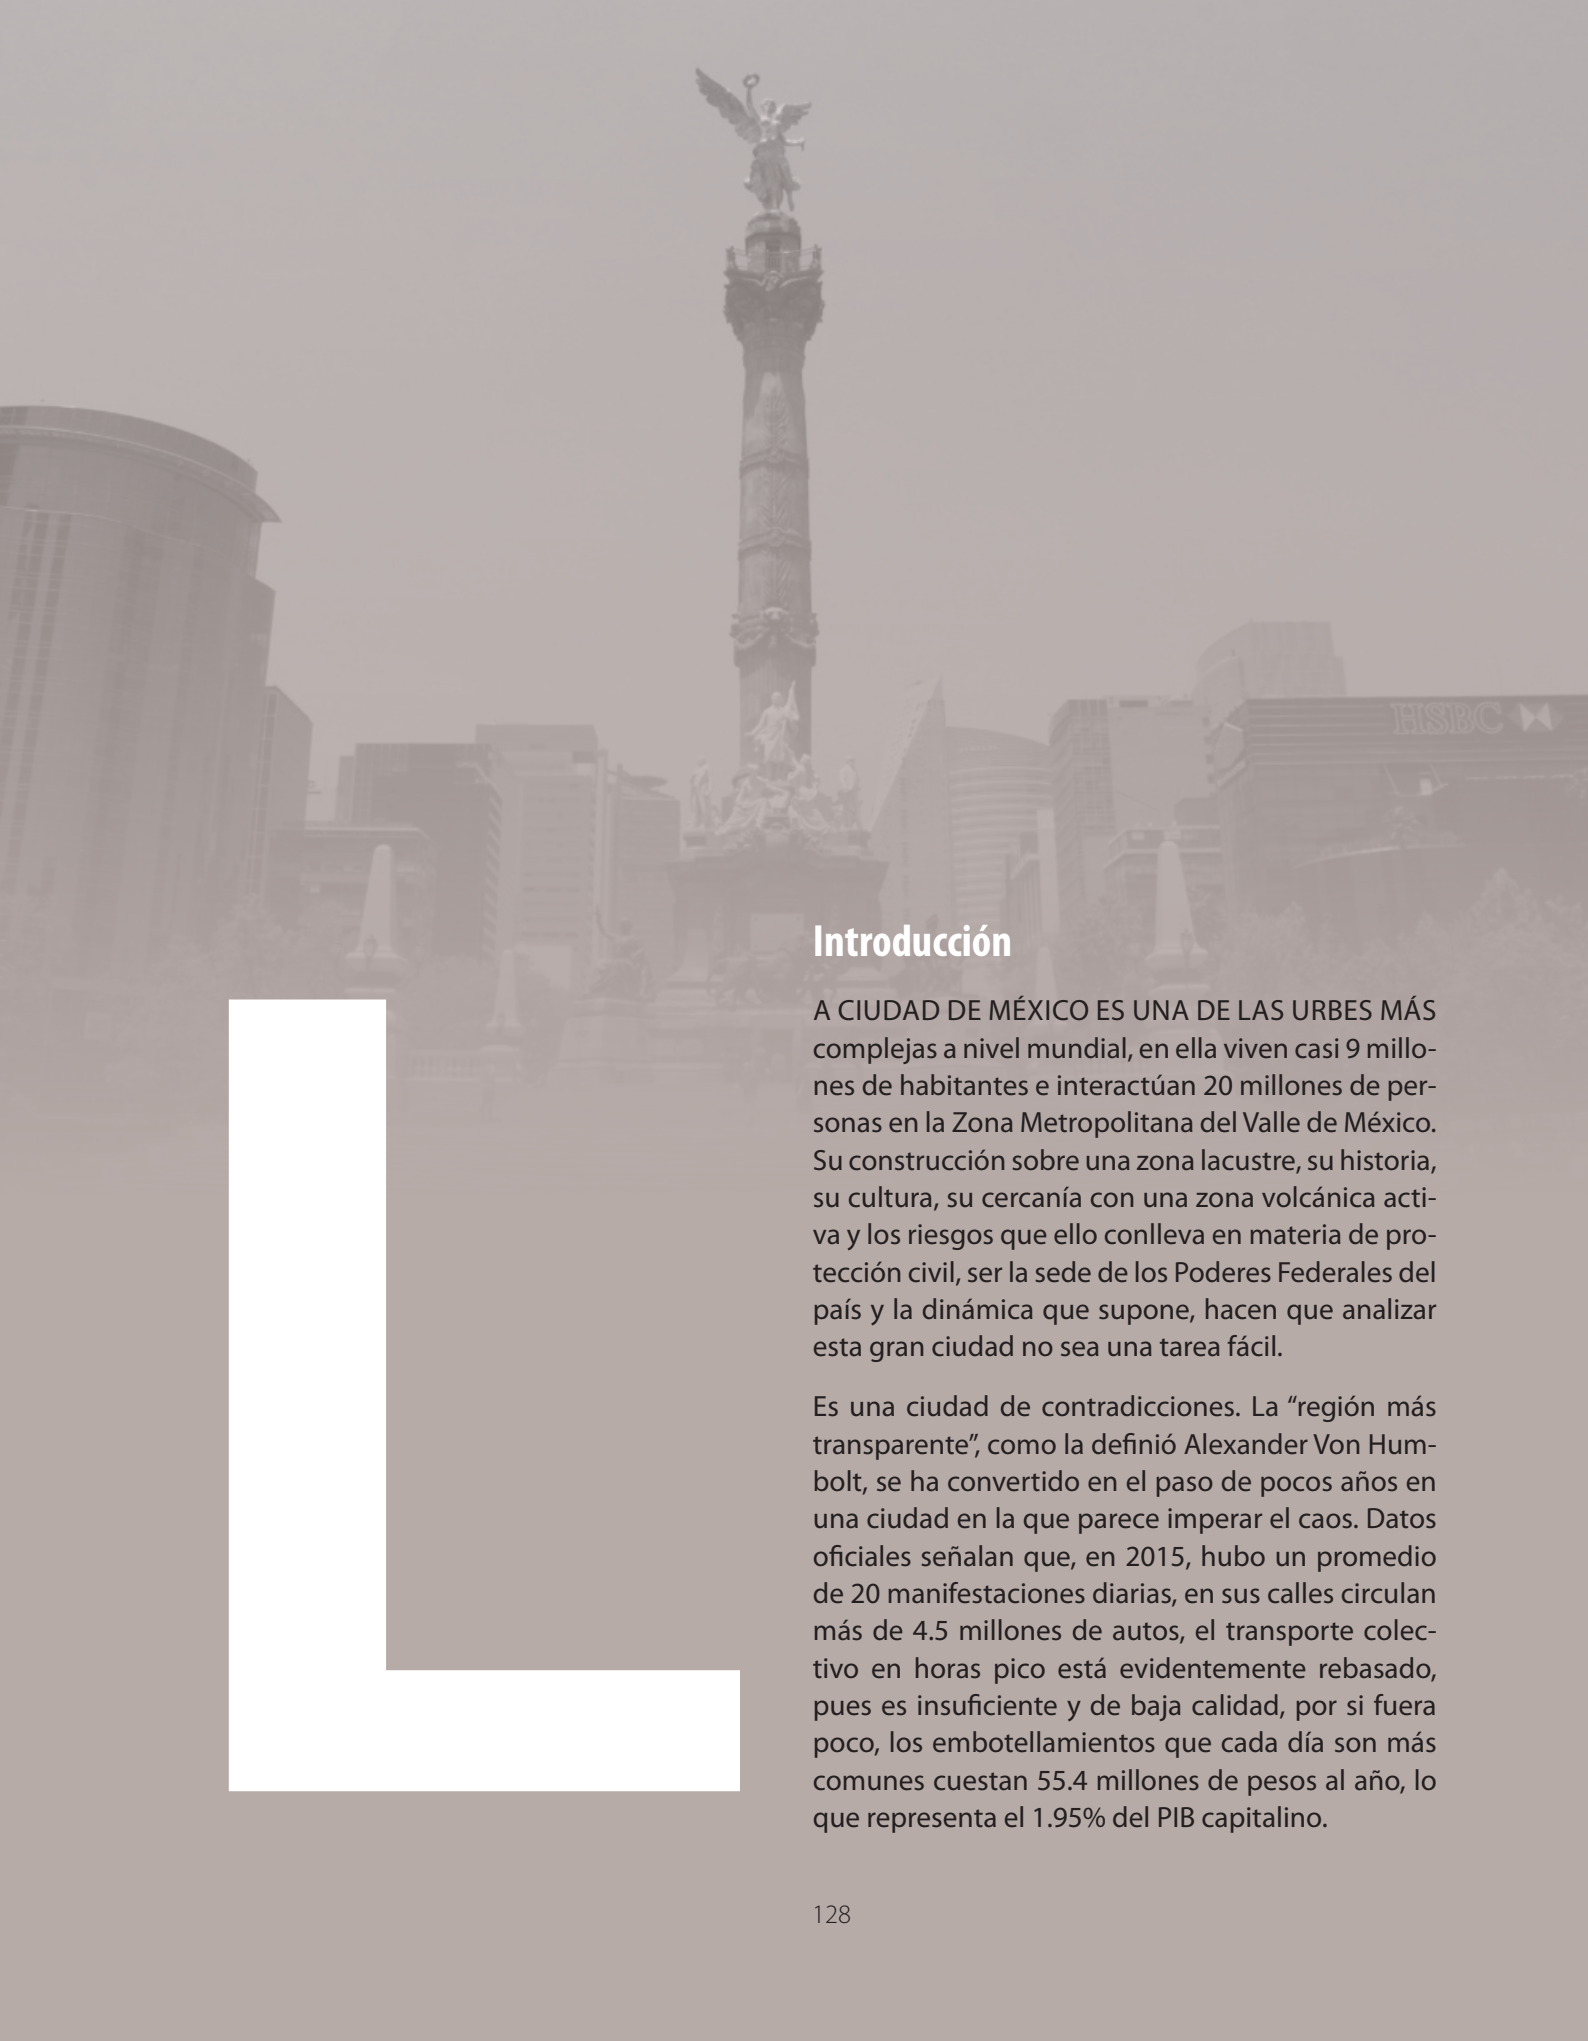 HSBC
Introducción
L
A CIUDAD DE MÉXICO ES UNA DE LAS URBES MÁS
complejas a nivel mundial, en ella viven casi 9 millo-
nes de habitantes e interactúan 20 millones de per-
sonas en la Zona Metropolitana del Valle de México.
Su construcción sobre una zona lacustre, su historia,
su cultura, su cercanía con una zona volcánica acti-
va y los riesgos que ello conlleva en materia de pro-
tección civil, ser la sede de los Poderes Federales del
país y la dinámica que supone, hacen que analizar
esta gran ciudad no sea una tarea fácil.
Es una ciudad de contradicciones. La “región más
transparente”, como la definió Alexander Von Hum-
bolt, se ha convertido en el paso de pocos años en
una ciudad en la que parece imperar el caos. Datos
oficiales señalan que, en 2015, hubo un promedio
de 20 manifestaciones diarias, en sus calles circulan
más de 4.5 millones de autos, el transporte colec-
tivo en horas pico está evidentemente rebasado,
pues es insuficiente y de baja calidad, por si fuera
poco, los embotellamientos que cada día son más
comunes cuestan 55.4 millones de pesos al año, lo
que representa el 1.95% del PIB capitalino.
128